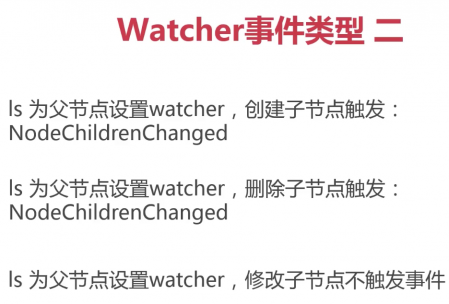 Watcher事件类型 二
ls 为父节点设置watcher，创建子节点触发：
NodeChildrenChanged
ls 为父节点设置watcher，删除子节点触发：
NodeChildrenChanged
ls 为父节点设置watcher，修改子节点不触发事件